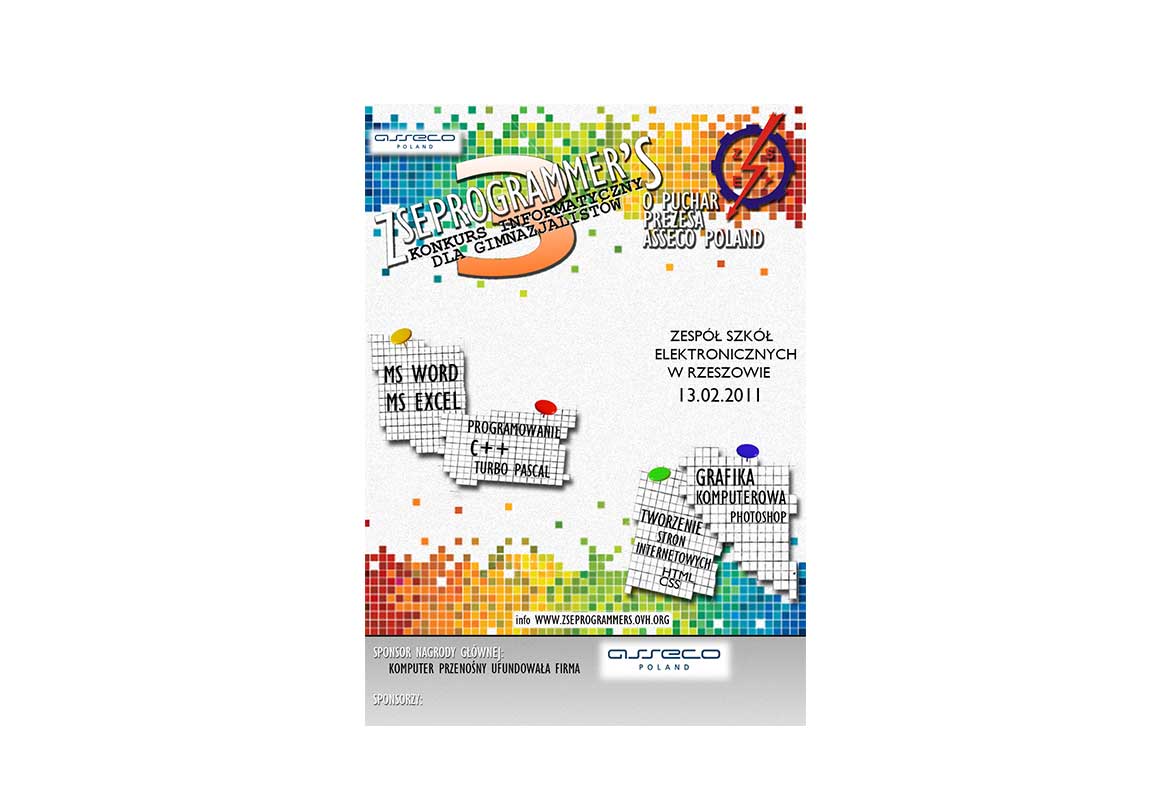 asseco
POLAND
Z S
E
3
ZSEPROGRAMMER'S
KONKURS INFORMATYCZNY
DLA GIMNAZJALISTÓW
O PUCHAR
PREZESA
ASSECO POLAND
ZESPÓŁ SZKÓŁ
ELEKTRONICZNYCH
W RZESZOWIE
13.02.2011
MS WORD
MS EXCEL
PROGRAMOWANIE
C++
TURBO PASCAL
GRAFIKA
KOMPUTEROWA
PHOTOSHOP
TWORZENIE
STRON
INTERNETOWYCH
HTML
CSS
info WWW.ZSEPROGRAMMERS.OVH.ORG
SPONSOR NAGRODY GŁÓWNEJ:
KOMPUTER PRZENOŚNY UFUNDOWAŁA FIRMA
asseco
POLAND
SPONSORZY: